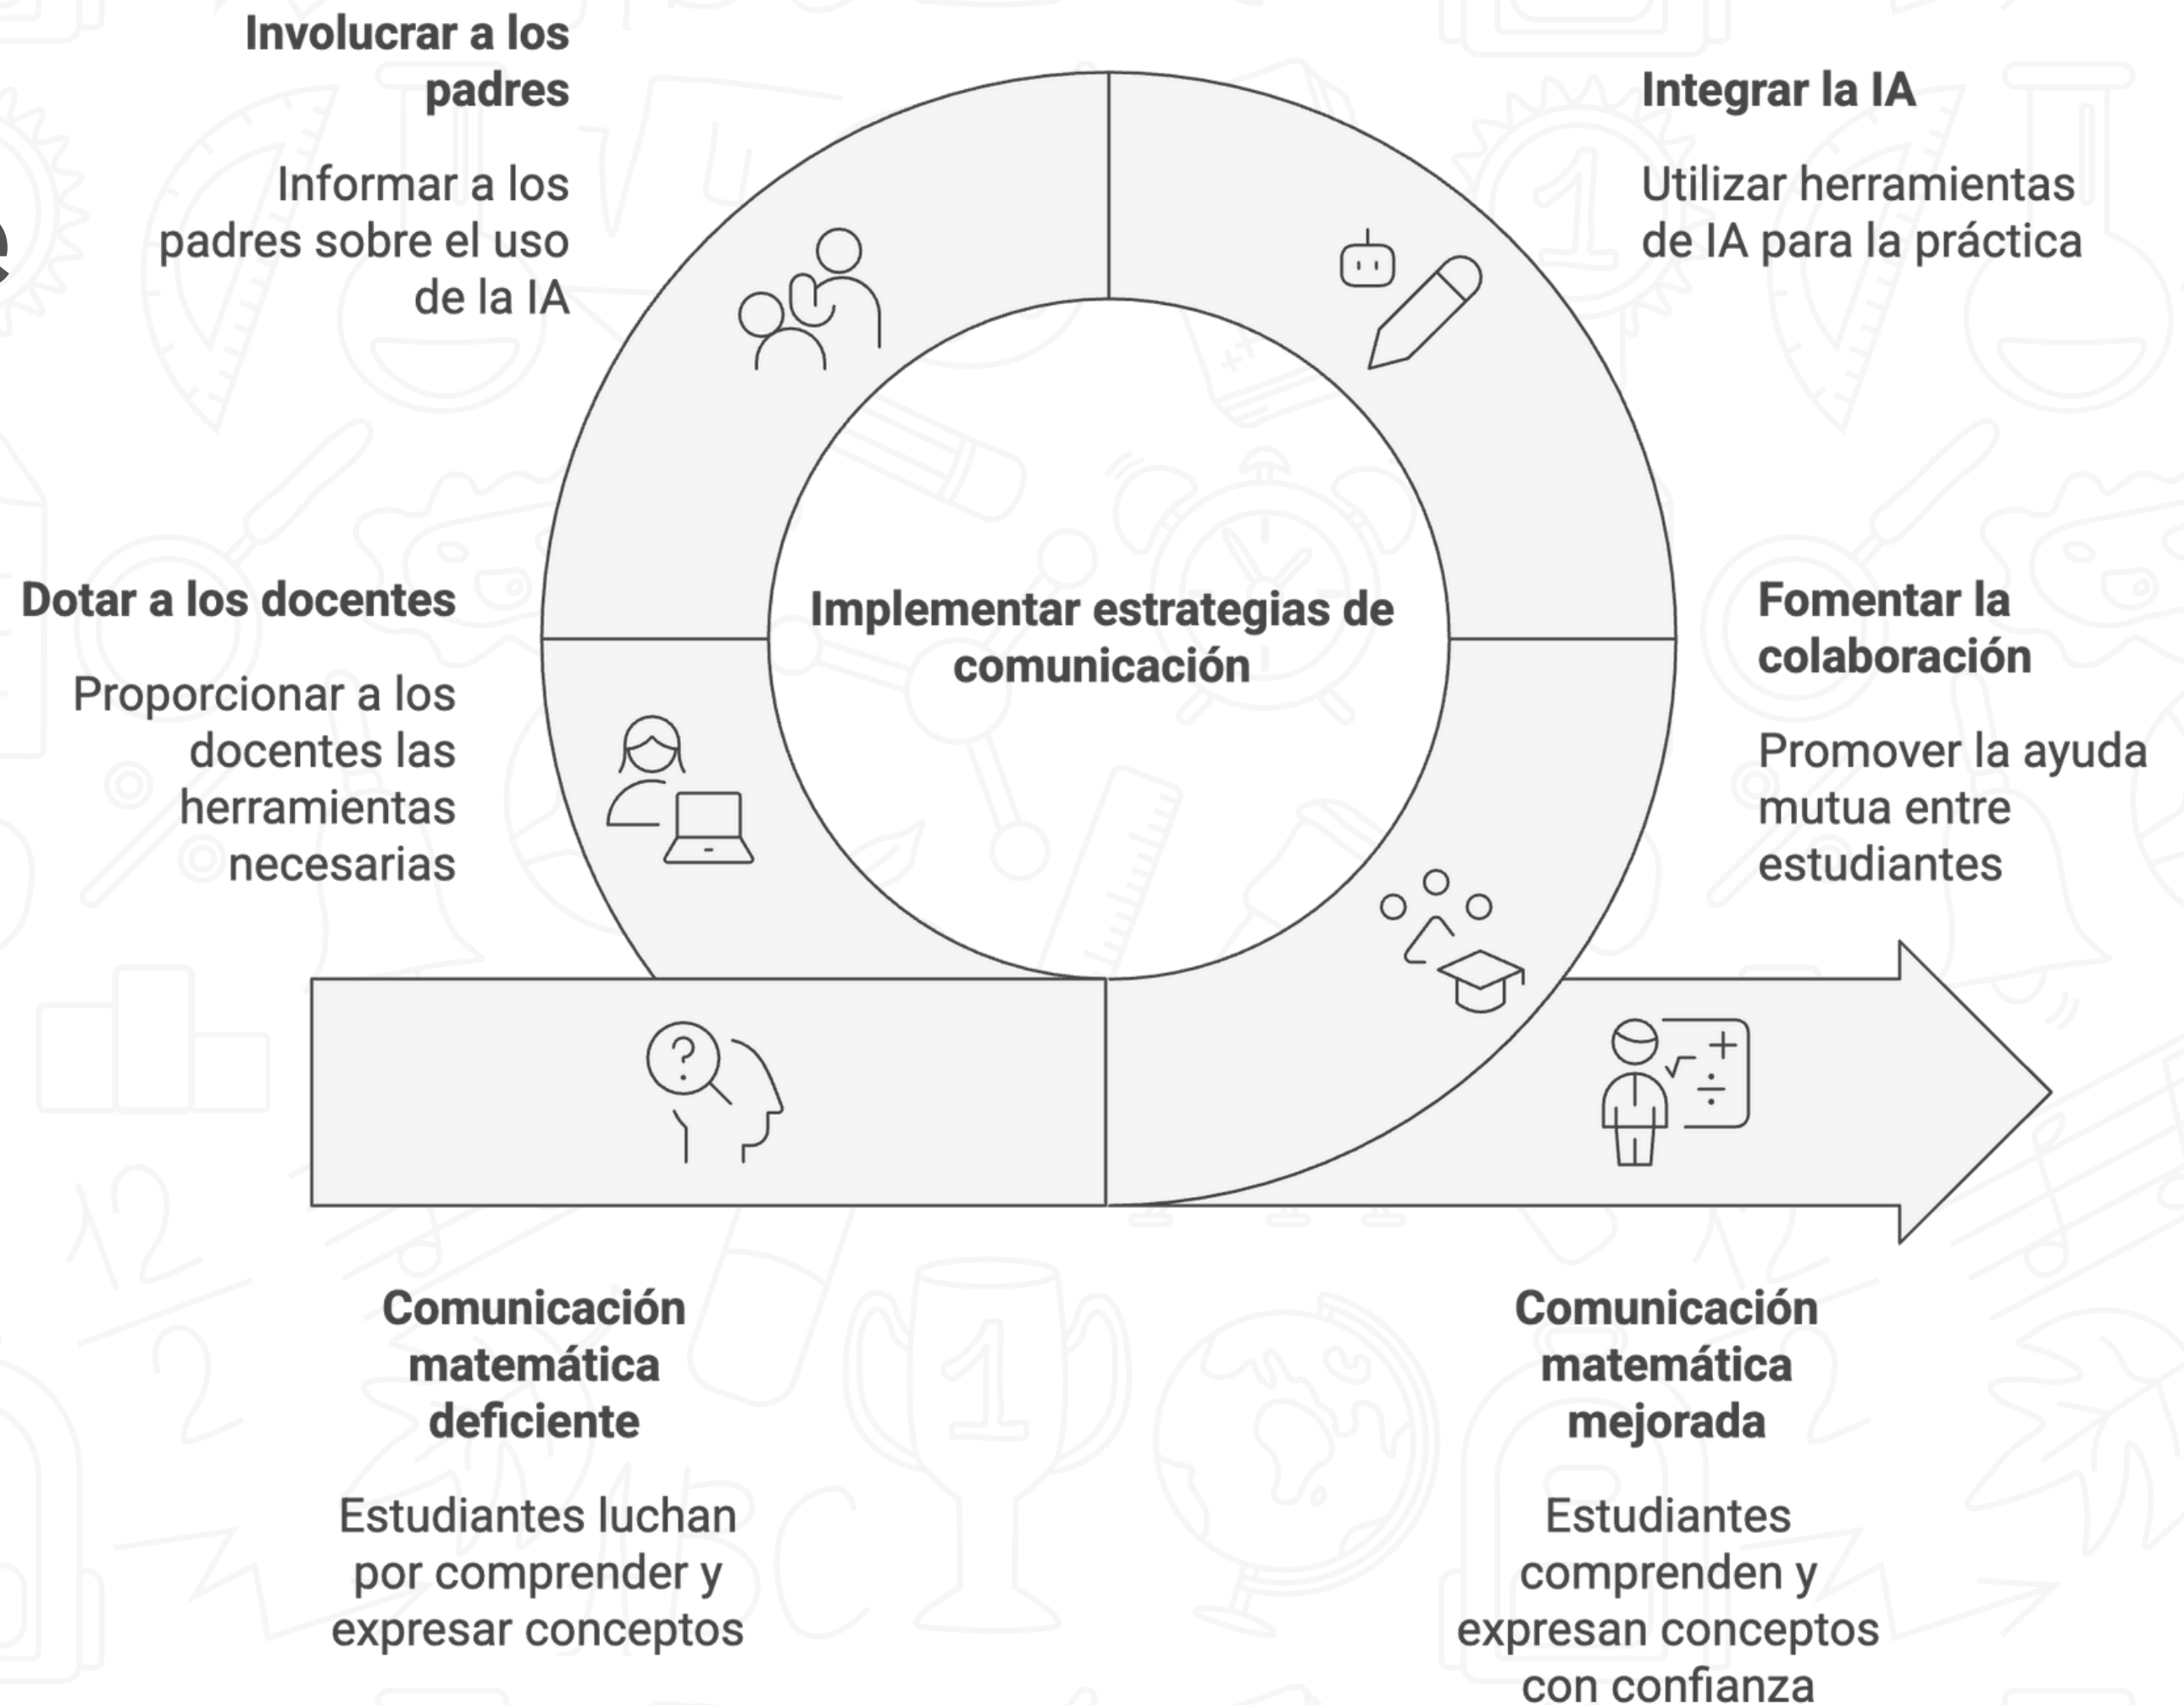 Involucrar a los
padres
Informar a los
padres sobre el uso
de la IA
Integrar la IA
Utilizar herramientas
de IA para la práctica
Dotar a los docentes
Proporcionar a los
docentes las
herramientas
necesarias
Implementar estrategias de
comunicación
Fomentar la
colaboración
Promover la ayuda
mutua entre
estudiantes
?
√ +
÷
Comunicación
matemática
deficiente
Estudiantes luchan
por comprender y
expresar conceptos
Comunicación
matemática
mejorada
Estudiantes
comprenden y
expresan conceptos
con confianza